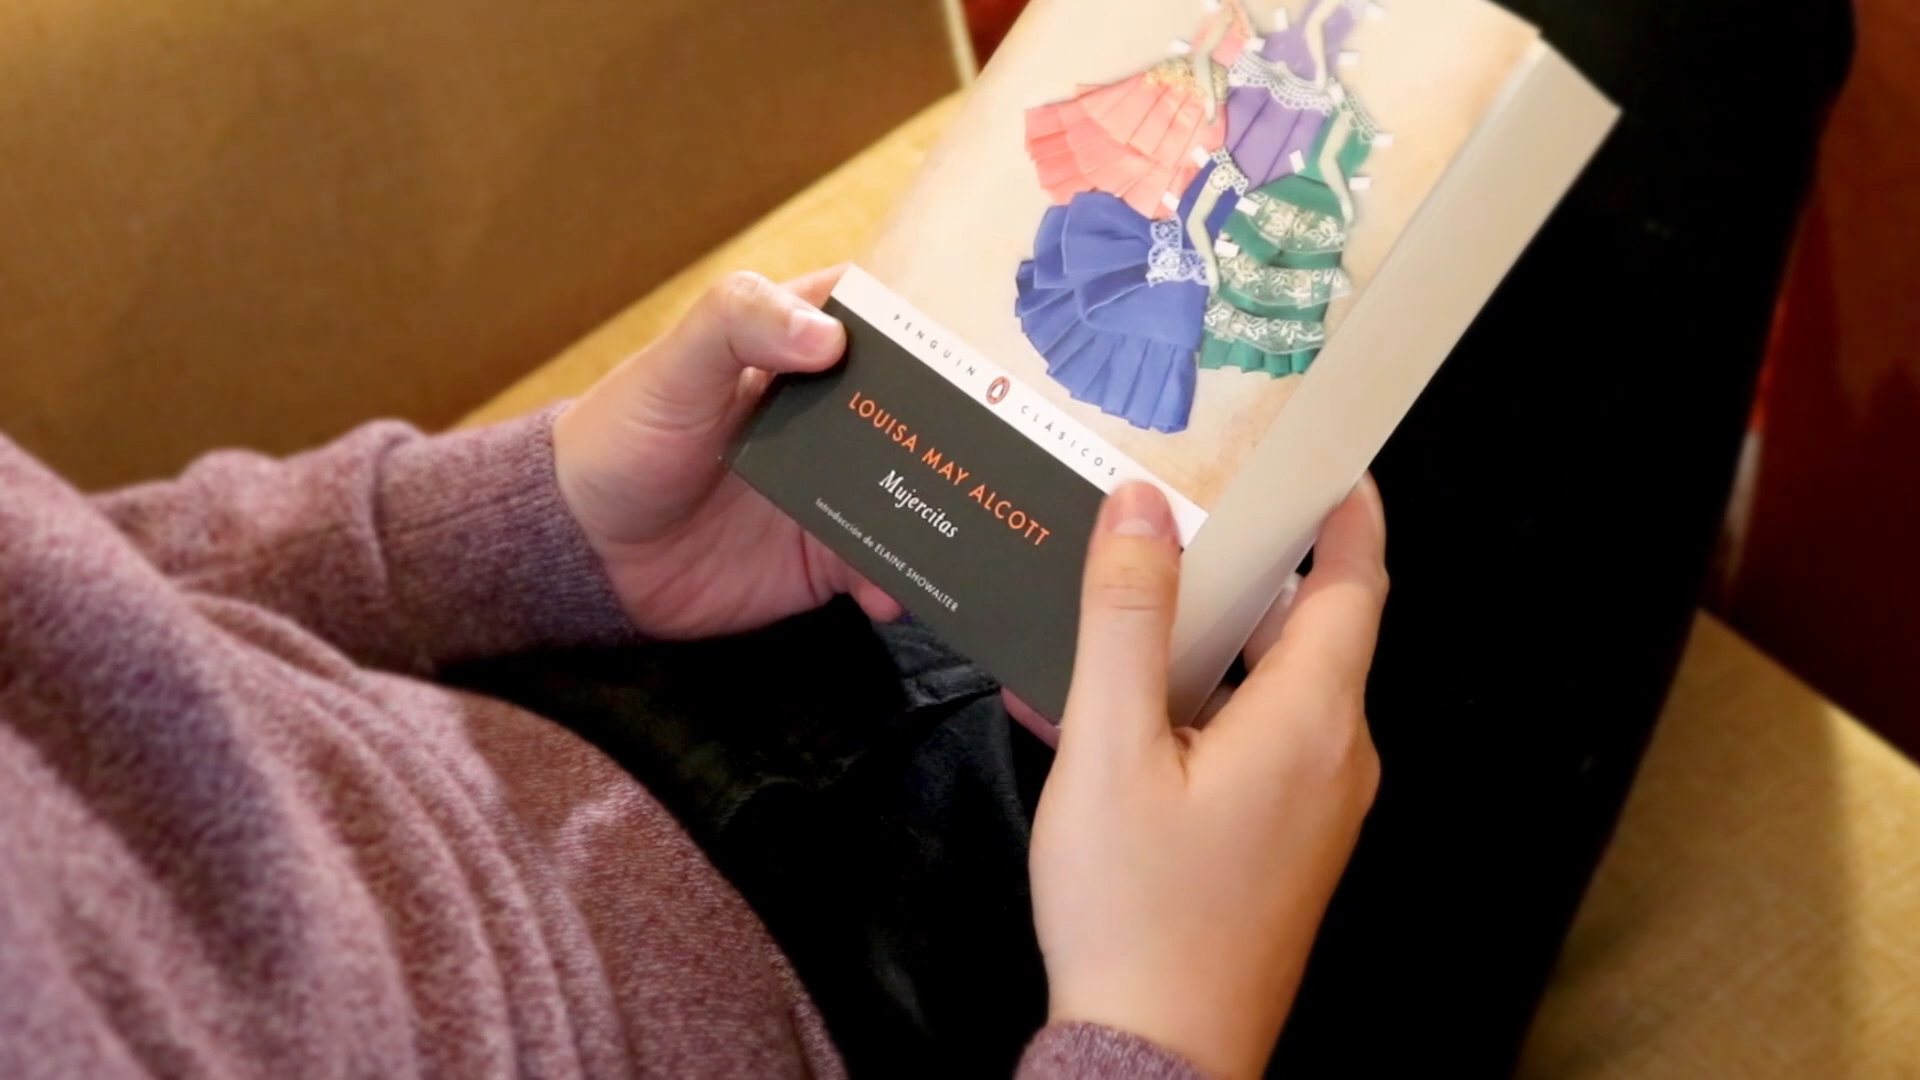 PENGUIN CLÁSICOS
LOUISA MAY ALCOTT
Mujercitas
Introducción de ELAINE SHOWALTER